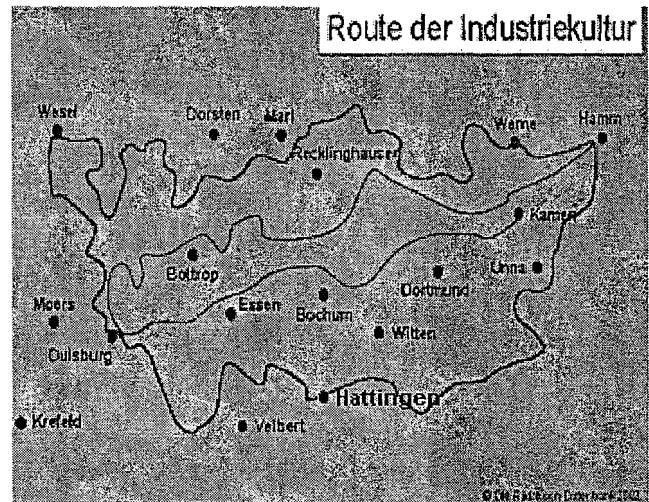 Route der Industriekultur
Wesel
Dorsten
Marl
Werne
Hamm
Recklinghausen
Kamen
Bottrop
Unna
Dortmund
Moers
Essen
Bochum
Witten
Duisburg
Hattingen
Krefeld
Velbert